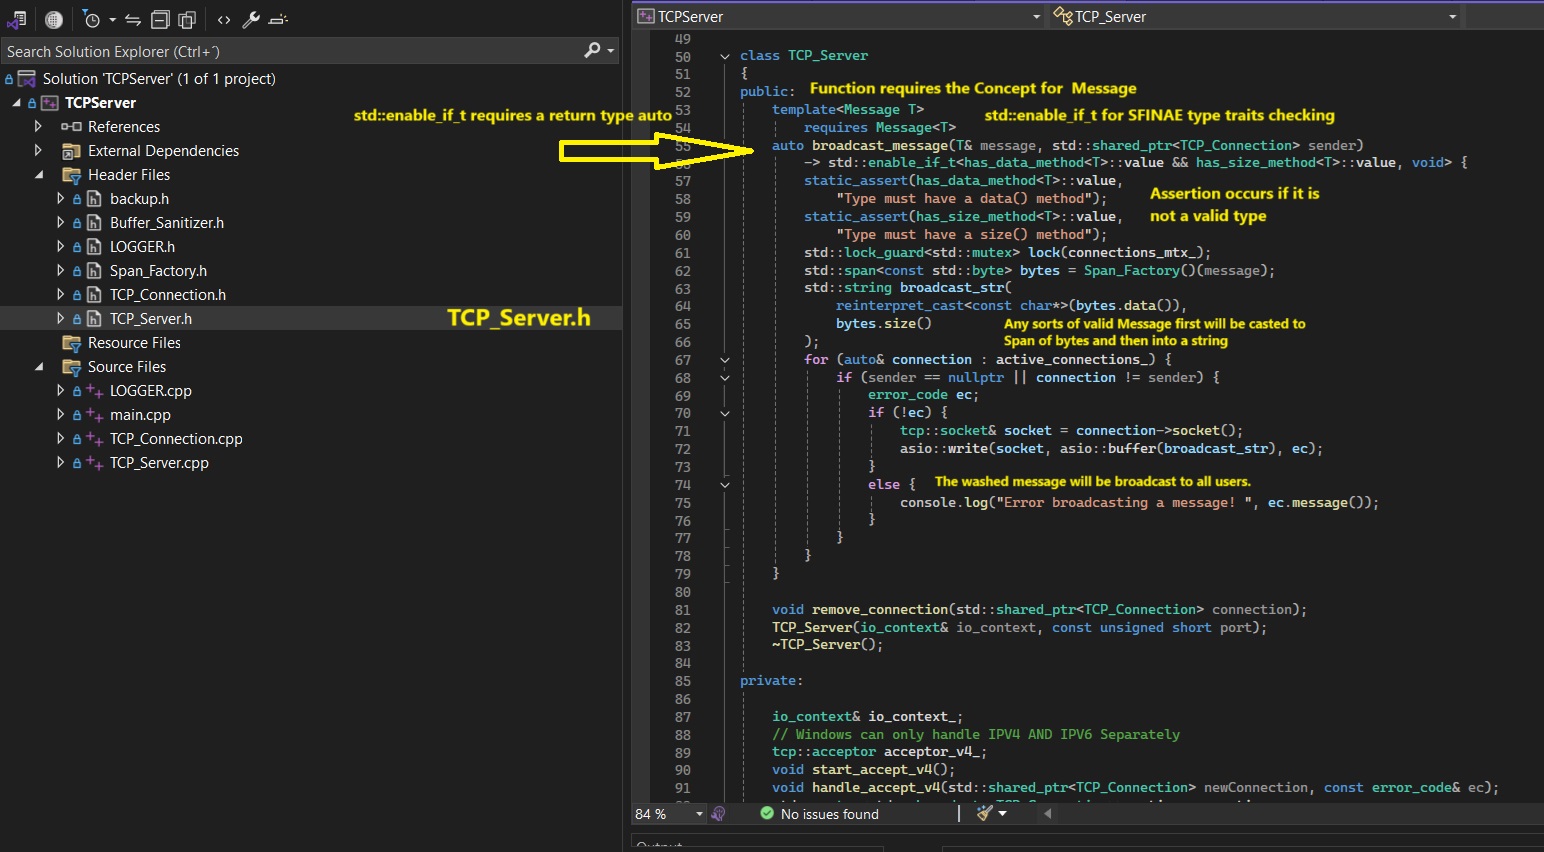 Search Solution Explorer (Ctrl+´)
Solution 'TCPServer' (1 of 1 project)
TCPServer
References
External Dependencies
Header Files
backup.h
Buffer_Sanitizer.h
LOGGER.h
Span_Factory.h
TCP_Connection.h
TCP_Server.h
TCP_Server.h
Resource Files
Source Files
LOGGER.cpp
main.cpp
TCP_Connection.cpp
TCP_Server.cpp
std::enable_if_t requires a return type auto
TCPServer
TCP_Server
49
50 class TCP_Server
51 {
52 public:
Function requires the Concept for Message
53 template<Message T>
std::enable_if_t for SFINAE type traits checking
54 requires Message<T>
55 auto broadcast_message(T& message, std::shared_ptr<TCP_Connection> sender)
-> std::enable_if_t<has_data_method<T>::value && has_size_method<T>::value, void> {
57 static_assert(has_data_method<T>::value,
58 "Type must have a data() method");
Assertion occurs if it is
not a valid type
59 static_assert(has_size_method<T>::value,
60 "Type must have a size() method");
61 std::lock_guard<std::mutex> lock(connections_mtx_);
62 std::span<const std::byte> bytes = Span_Factory()(message);
63 std::string broadcast_str(
64 reinterpret_cast<const char*>(bytes.data()),
65 bytes.size()
Any sorts of valid Message first will be casted to
Span of bytes and then into a string
66 );
67 for (auto& connection : active_connections_) {
68 if (sender == nullptr || connection != sender) {
69 error_code ec;
70 if (!ec) {
71 tcp::socket& socket = connection->socket();
72 asio::write(socket, asio::buffer(broadcast_str), ec);
73 }
74 else {
The washed message will be broadcast to all users.
75 console.log("Error broadcasting a message! ", ec.message());
76 }
77 }
78 }
79 }
80
81 void remove_connection(std::shared_ptr<TCP_Connection> connection);
82 TCP_Server(io_context& io_context, const unsigned short port);
83 ~TCP_Server();
84
85 private:
86
87 io_context& io_context_;
88 // Windows can only handle IPV4 AND IPV6 Separately
89 tcp::acceptor acceptor_v4_;
90 void start_accept_v4();
91 void handle_accept_v4(std::shared_ptr<TCP_Connection> newConnection, const error_code& ec);
84 %
No issues found